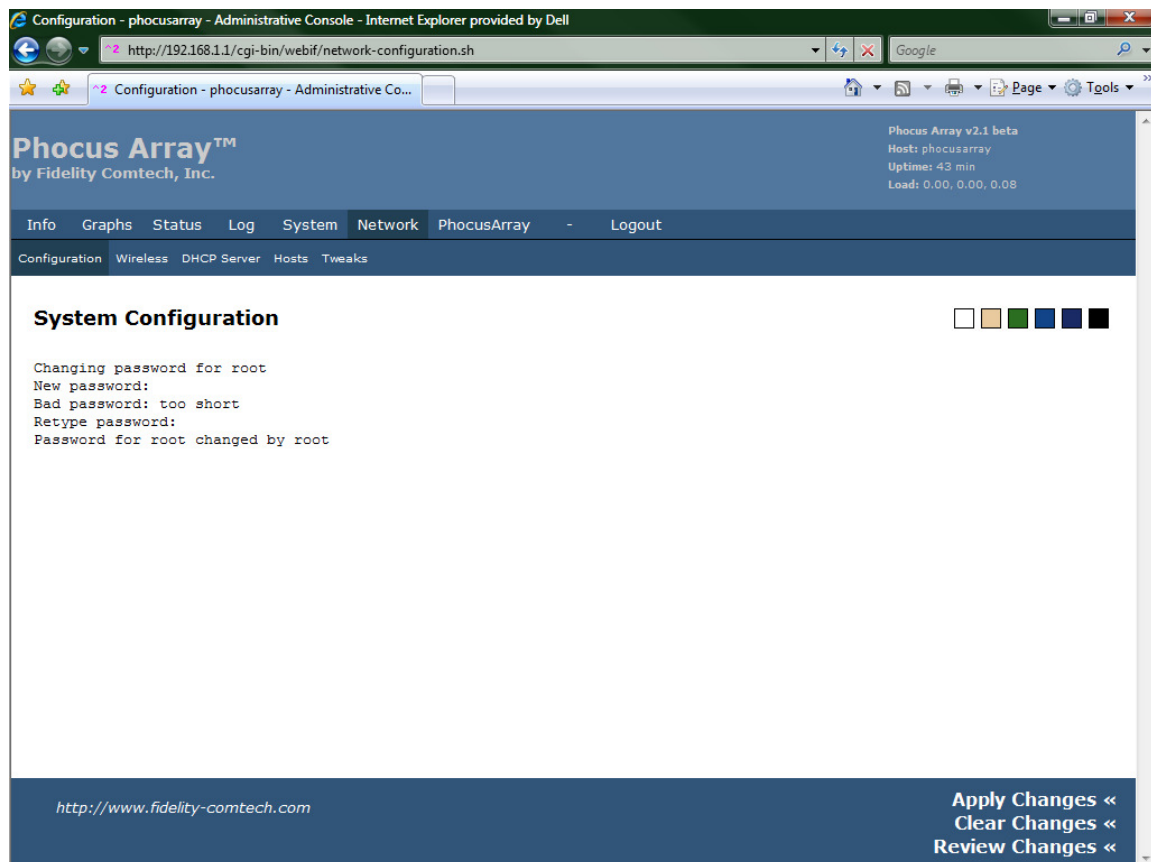 Configuration - phocusarray - Administrative Console - Internet Explorer provided by Dell
^2 http://192.168.1.1/cgi-bin/webif/network-configuration.sh
Google
^2 Configuration - phocusarray - Administrative Co...
Page Tools
Phocus Array™
by Fidelity Comtech, Inc.
Phocus Array v2.1 beta
Host: phocusarray
Uptime: 43 min
Load: 0.00, 0.00, 0.08
Info Graphs Status Log System Network PhocusArray - Logout
Configuration Wireless DHCP Server Hosts Tweaks
System Configuration
Changing password for root
New password:
Bad password: too short
Retype password:
Password for root changed by root
http://www.fidelity-comtech.com
Apply Changes «
Clear Changes «
Review Changes «